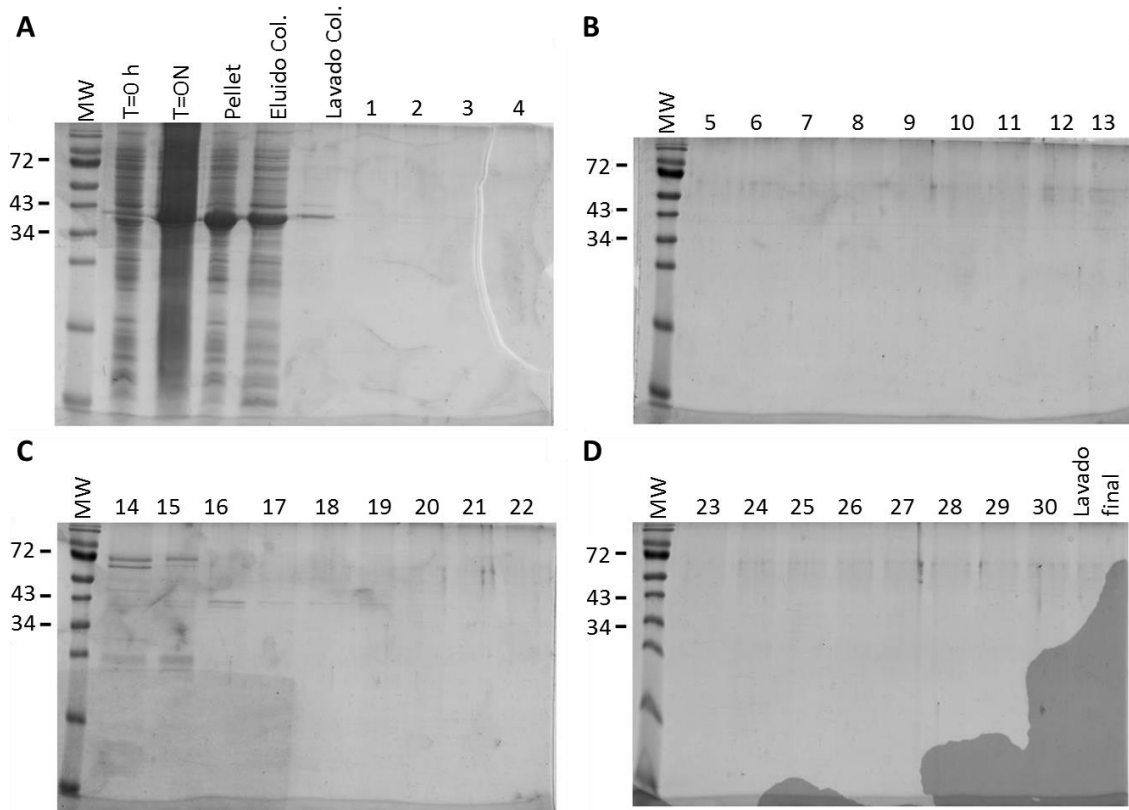 A
MW
T=0 h
T=ON
Pellet
Eluido Col.
Lavado Col.
1 2 3 4
72
43
34
B
MW
5 6 7 8 9 10 11 12 13
72
43
34
C
MW
14 15 16 17 18 19 20 21 22
72
43
34
D
MW
23 24 25 26 27 28 29 30
Lavado
final
72
43
34